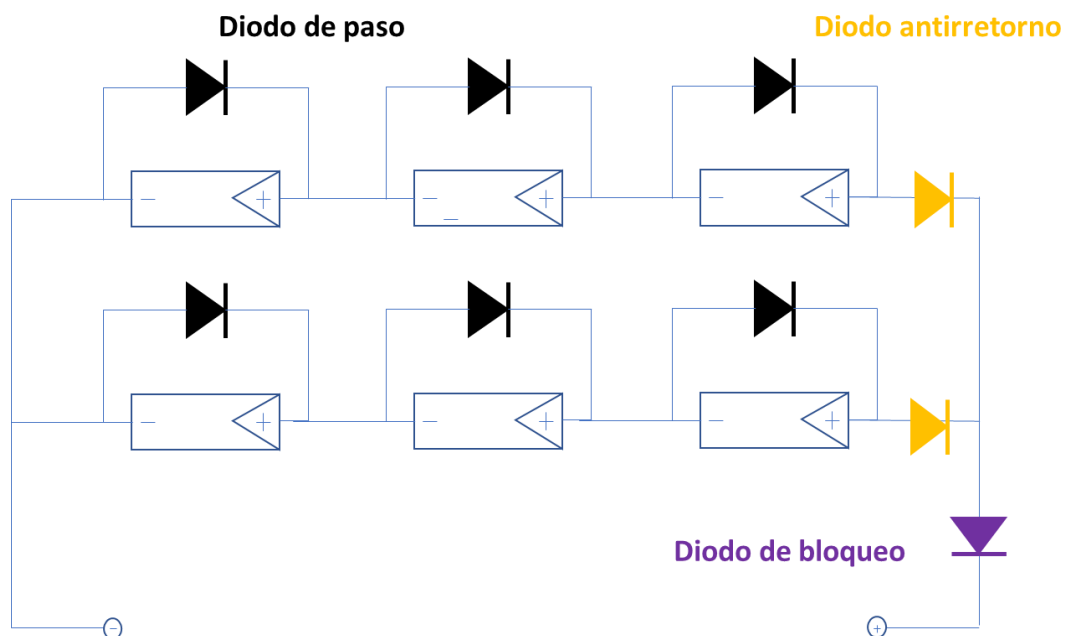 Diodo de paso
Diodo antirretorno
− + − + − +
_
− + − + − +
Diodo de bloqueo
− +